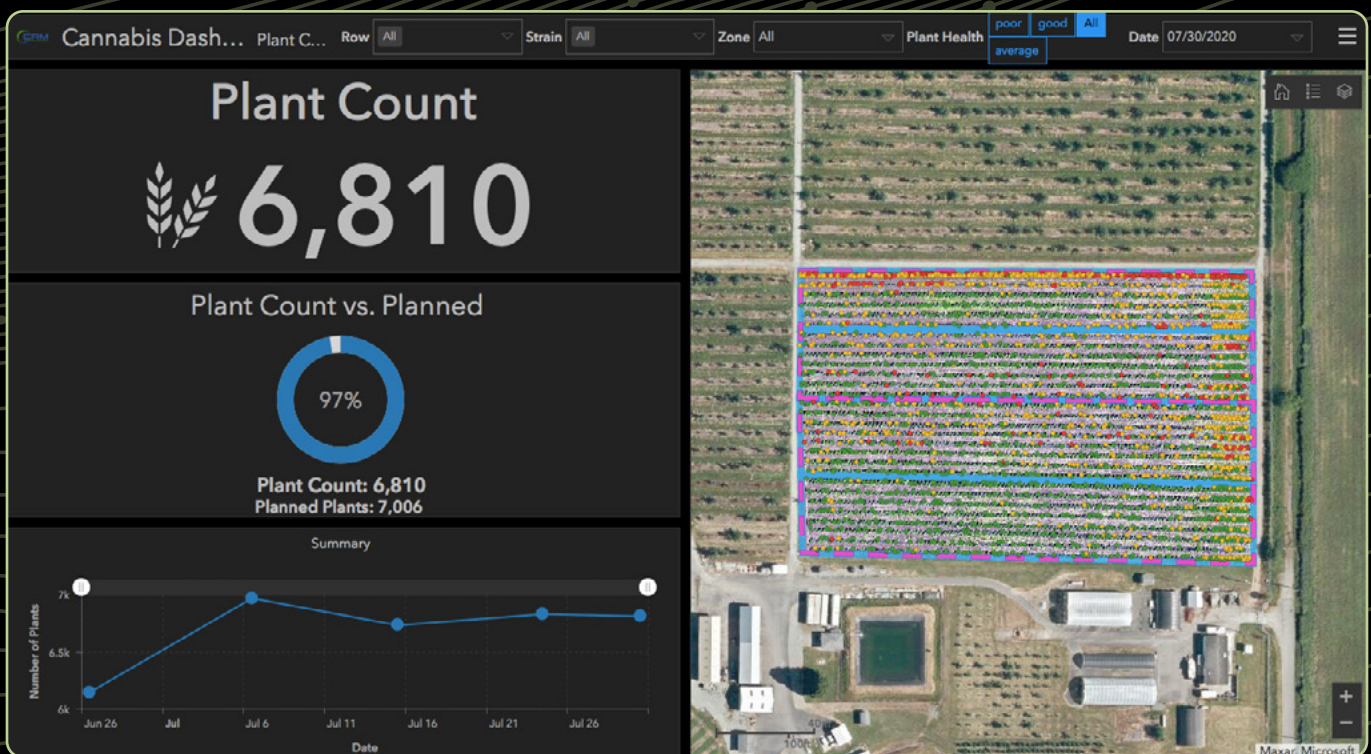 CRM Cannabis Dash... Plant C... Row All Strain All Zone All Plant Health poor good All Date 07/30/2020
average
Plant Count
6,810
Plant Count vs. Planned
97%
Plant Count: 6,810
Planned Plants: 7,006
Summary
Number of Plants
7k
6.5k
6k
Jun 26 Jul Jul 6 Jul 11 Jul 16 Jul 21 Jul 26
Date
100ft
Maxar, Microsoft